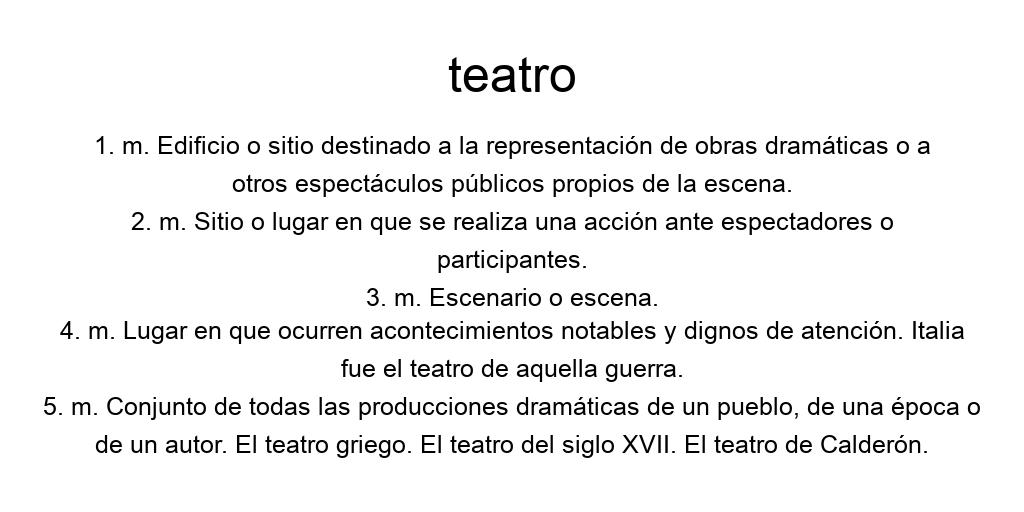 teatro
1. m. Edificio o sitio destinado a la representación de obras dramáticas o a
otros espectáculos públicos propios de la escena.
2. m. Sitio o lugar en que se realiza una acción ante espectadores o
participantes.
3. m. Escenario o escena.
4. m. Lugar en que ocurren acontecimientos notables y dignos de atención. Italia
fue el teatro de aquella guerra.
5. m. Conjunto de todas las producciones dramáticas de un pueblo, de una época o
de un autor. El teatro griego. El teatro del siglo XVII. El teatro de Calderón.